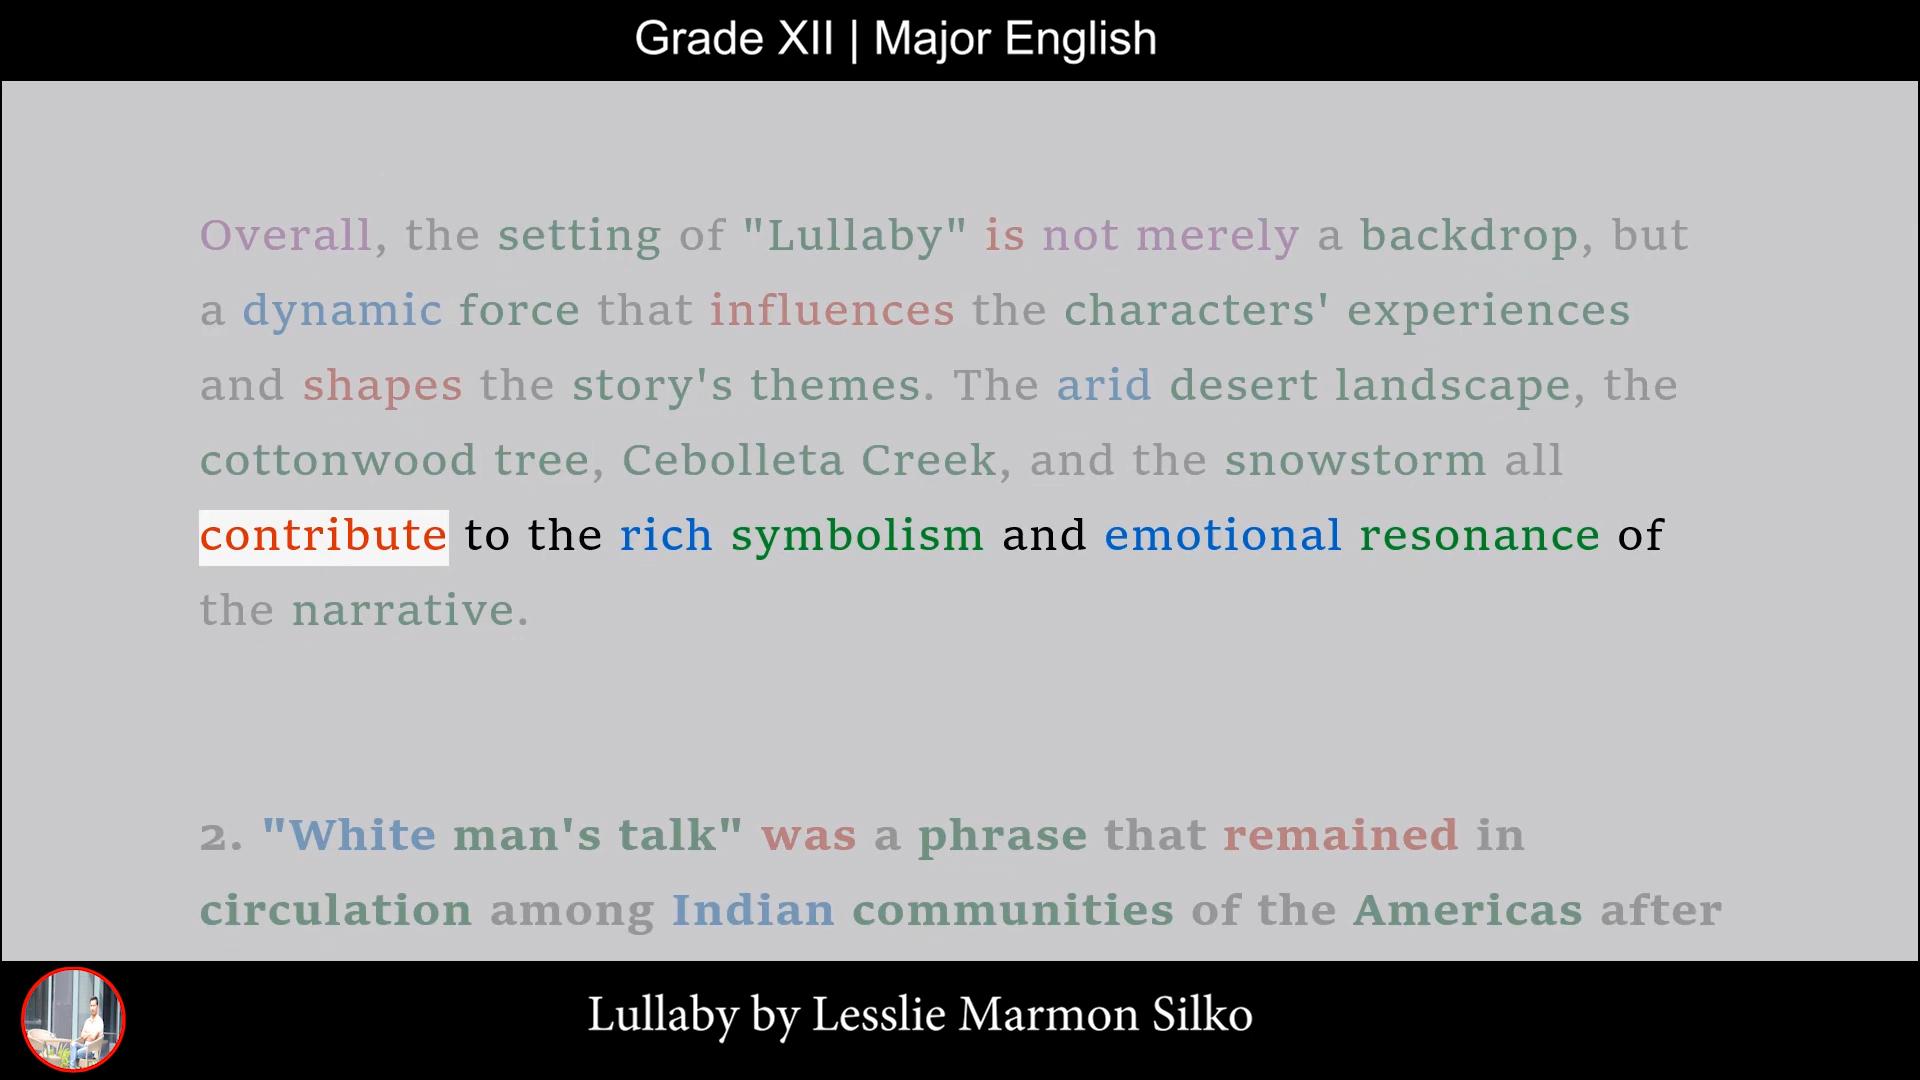 Grade XII | Major English
Overall, the setting of "Lullaby" is not merely a backdrop, but
a dynamic force that influences the characters' experiences
and shapes the story's themes. The arid desert landscape, the
cottonwood tree, Cebolleta Creek, and the snowstorm all
contribute to the rich symbolism and emotional resonance of
the narrative.
2. "White man's talk" was a phrase that remained in
circulation among Indian communities of the Americas after
Lullaby by Lesslie Marmon Silko